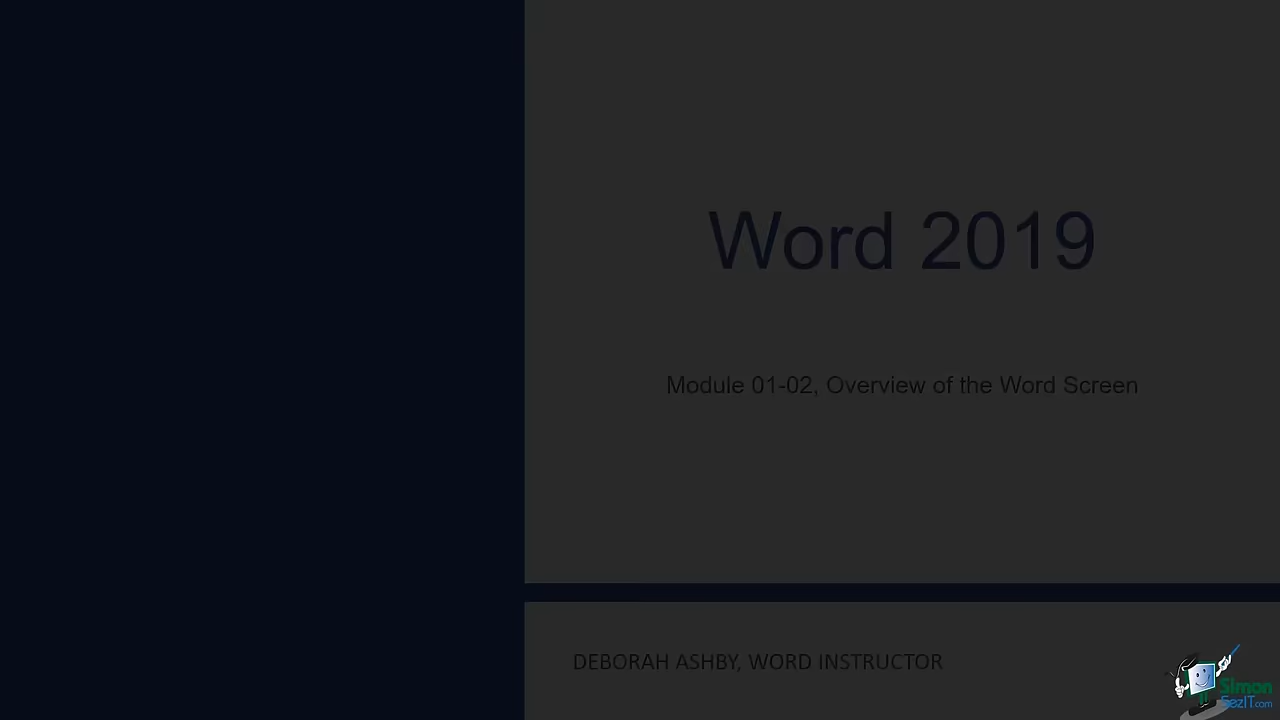 Word 2019
Module 01-02, Overview of the Word Screen
DEBORAH ASHBY, WORD INSTRUCTOR
Simon
SezIT.com